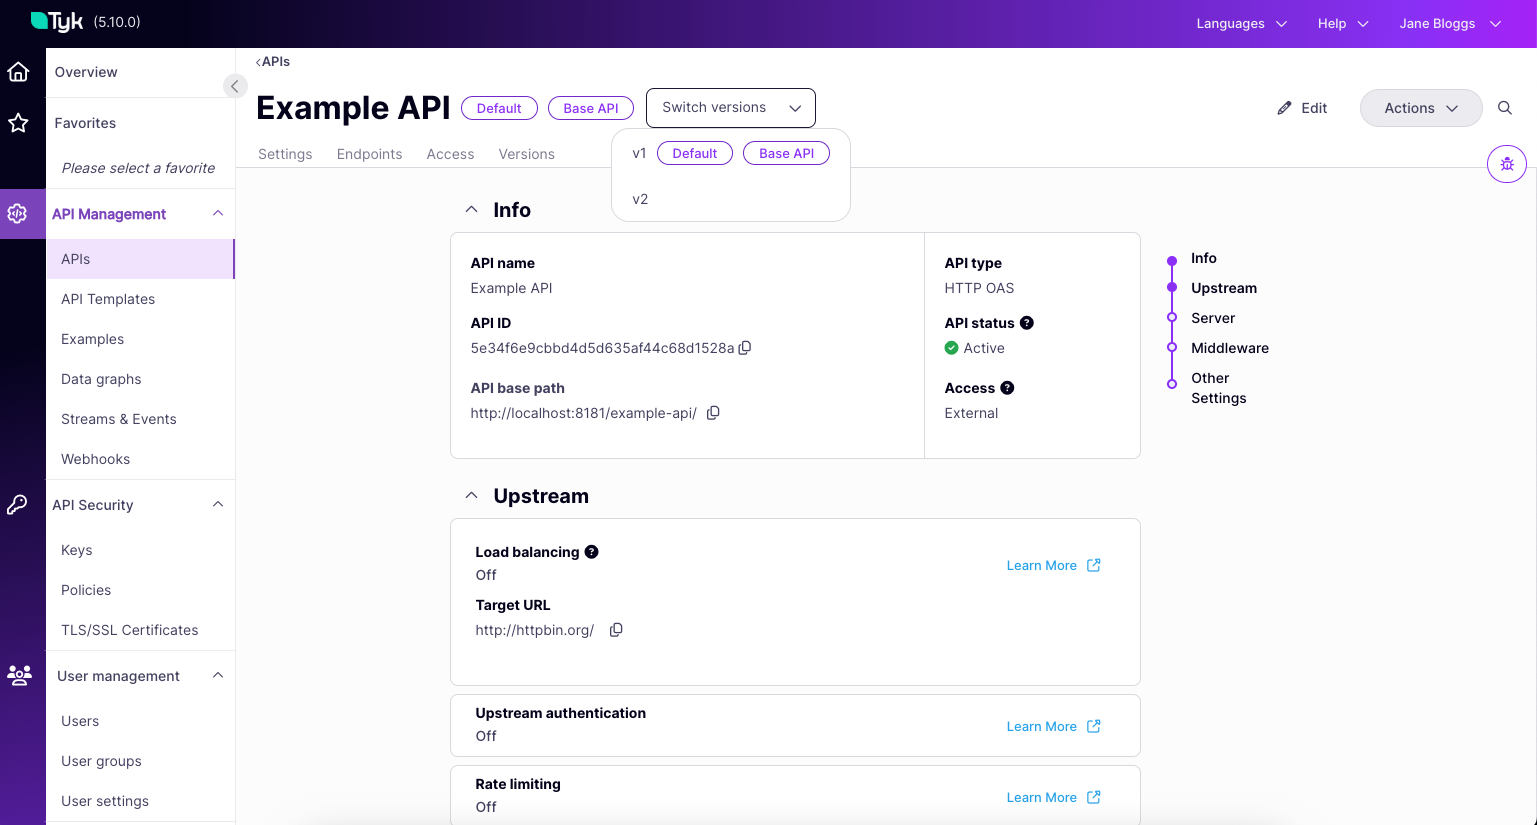 Tyk (5.10.0)
Languages
Help
Jane Bloggs
Overview
Favorites
Please select a favorite
API Management
APIs
API Templates
Examples
Data graphs
Streams & Events
Webhooks
API Security
Keys
Policies
TLS/SSL Certificates
User management
Users
User groups
User settings
APIs
Example API Default Base API Switch versions
Edit
Actions
Settings Endpoints Access Versions
v1 Default Base API
v2
Info
API name
Example API
API ID
5e34f6e9cbbd4d5d635af44c68d1528a
API base path
http://localhost:8181/example-api/
API type
HTTP OAS
API status ?
Active
Access ?
External
Info
Upstream
Server
Middleware
Other
Settings
Upstream
Load balancing ?
Off
Learn More
Target URL
http://httpbin.org/
Upstream authentication
Off
Learn More
Rate limiting
Off
Learn More